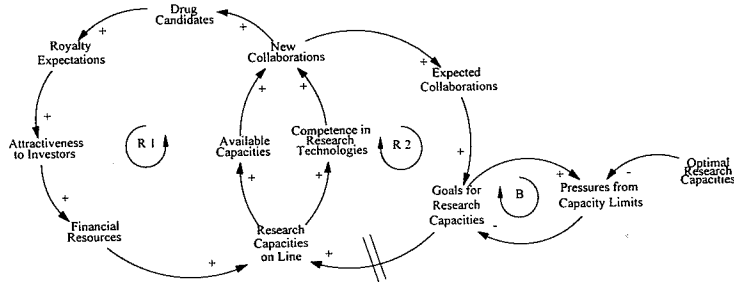 Drug
Candidates
+
+
Royalty
Expectations
New
Collaborations
+
Expected
Collaborations
+
+
+
Attractiveness
to Investors
R 1
Available
Capacities
Competence in
Research
Technologies
R 2
+
+
+
+
Goals for
Research
Capacities
B
+
-
Pressures from
Capacity Limits
Optimal
Research
Capacities
-
Financial
Resources
Research
Capacities
on Line
+
+